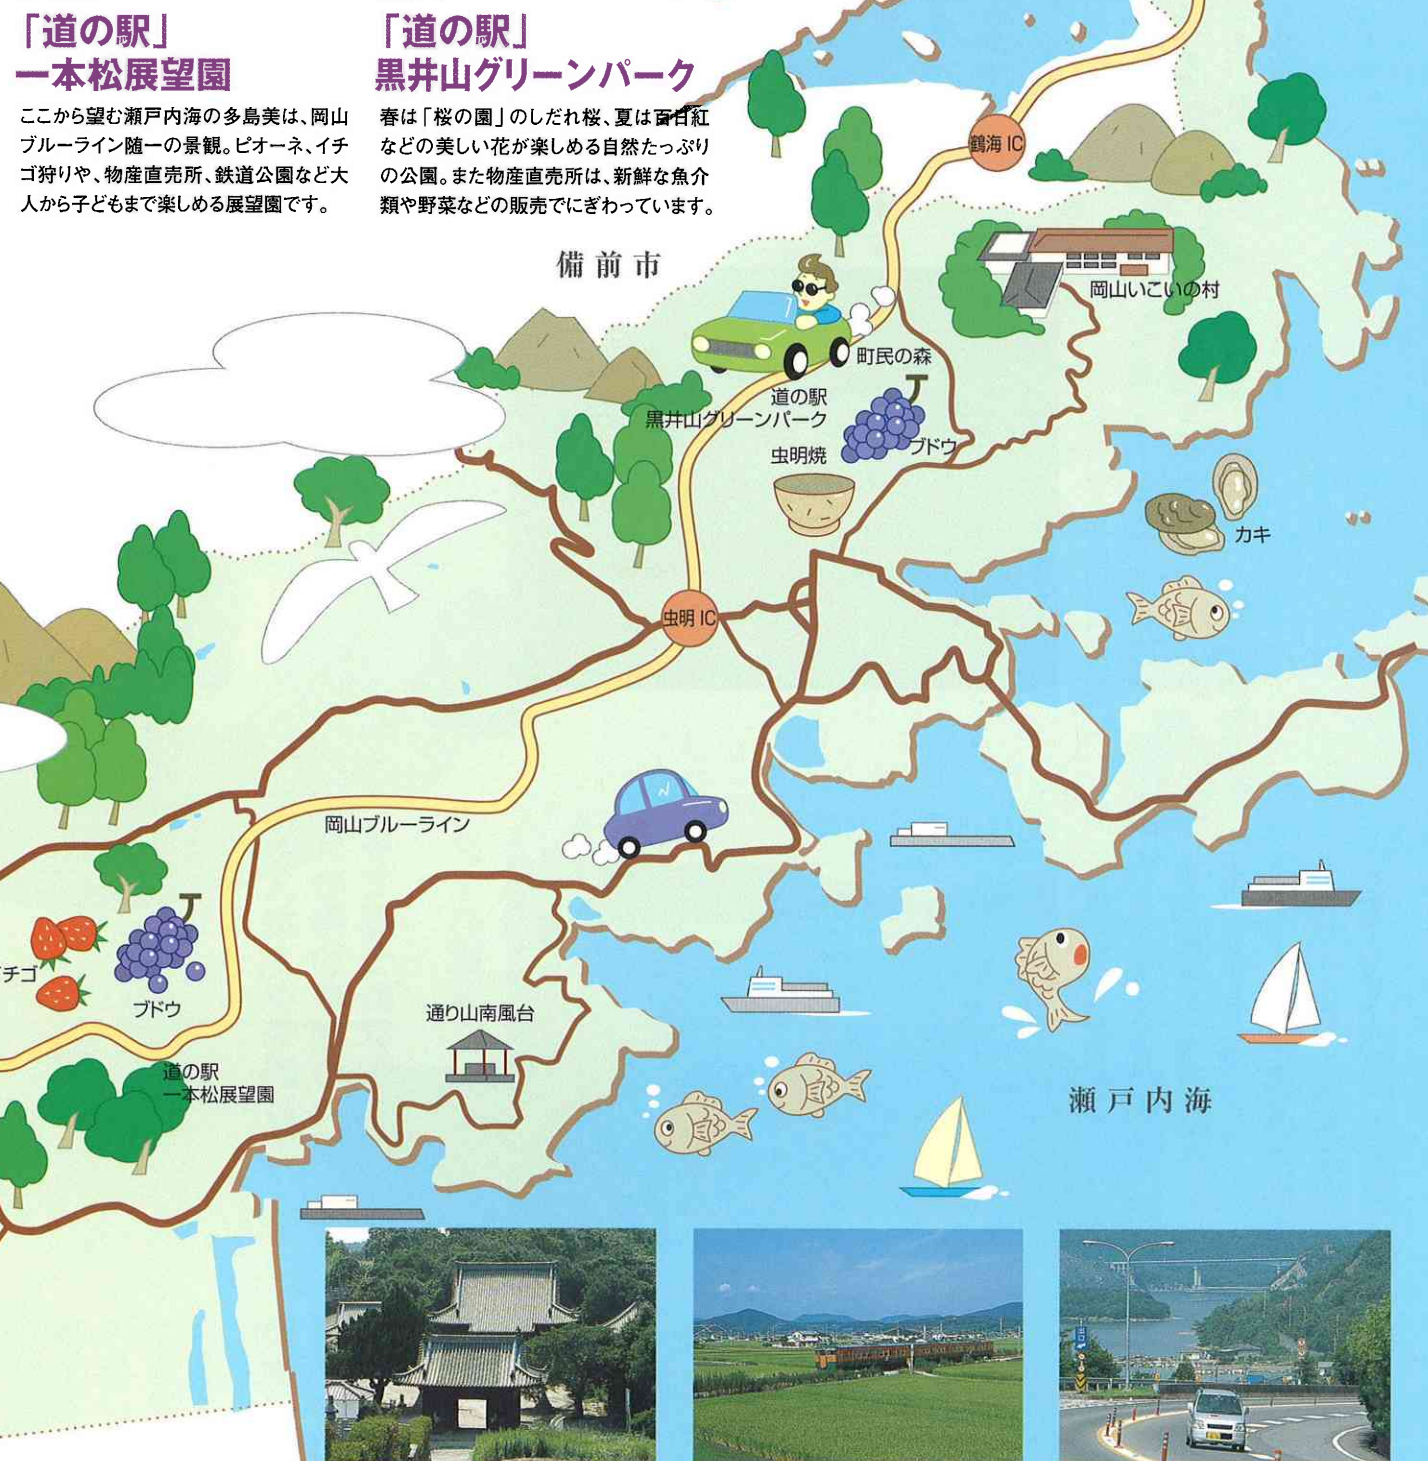 「道の駅」
一本松展望園
ここから望む瀬戸内海の多島美は、岡山
ブルーライン随一の景観。ピオーネ、イチ
ゴ狩りや、物産直売所、鉄道公園など大
人から子どもまで楽しめる展望園です。
「道の駅」
黒井山グリーンパーク
春は「桜の園」のしだれ桜、夏は百日紅
などの美しい花が楽しめる自然たっぷり
の公園。また物産直売所は、新鮮な魚介
類や野菜などの販売でにぎわっています。
鶴海 IC
備前市
岡山いこいの村
町民の森
道の駅
黒井山グリーンパーク
ブドウ
虫明焼
カキ
虫明 IC
岡山ブルーライン
チゴ
ブドウ
通り山南風台
道の駅
一本松展望園
瀬戸内海